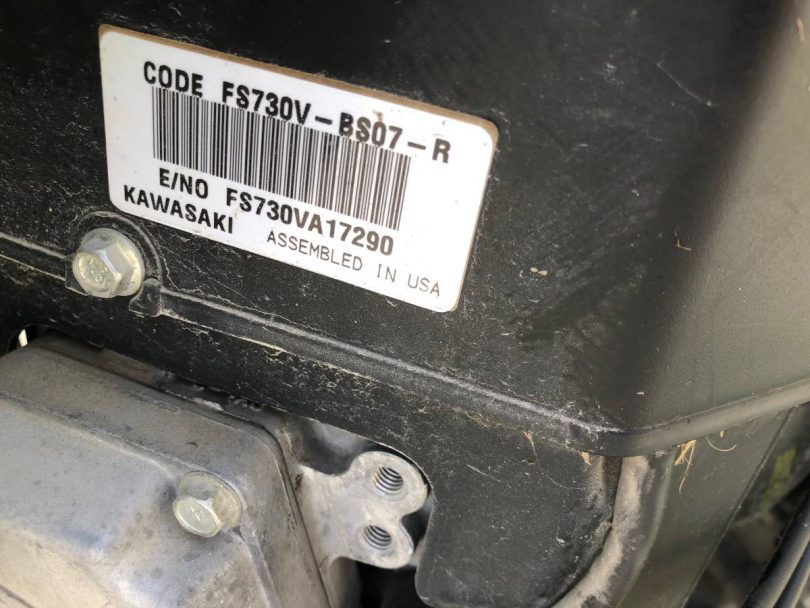 CODE FS730V-BS07-R
E/NO FS730VA17290
KAWASAKI ASSEMBLED IN USA